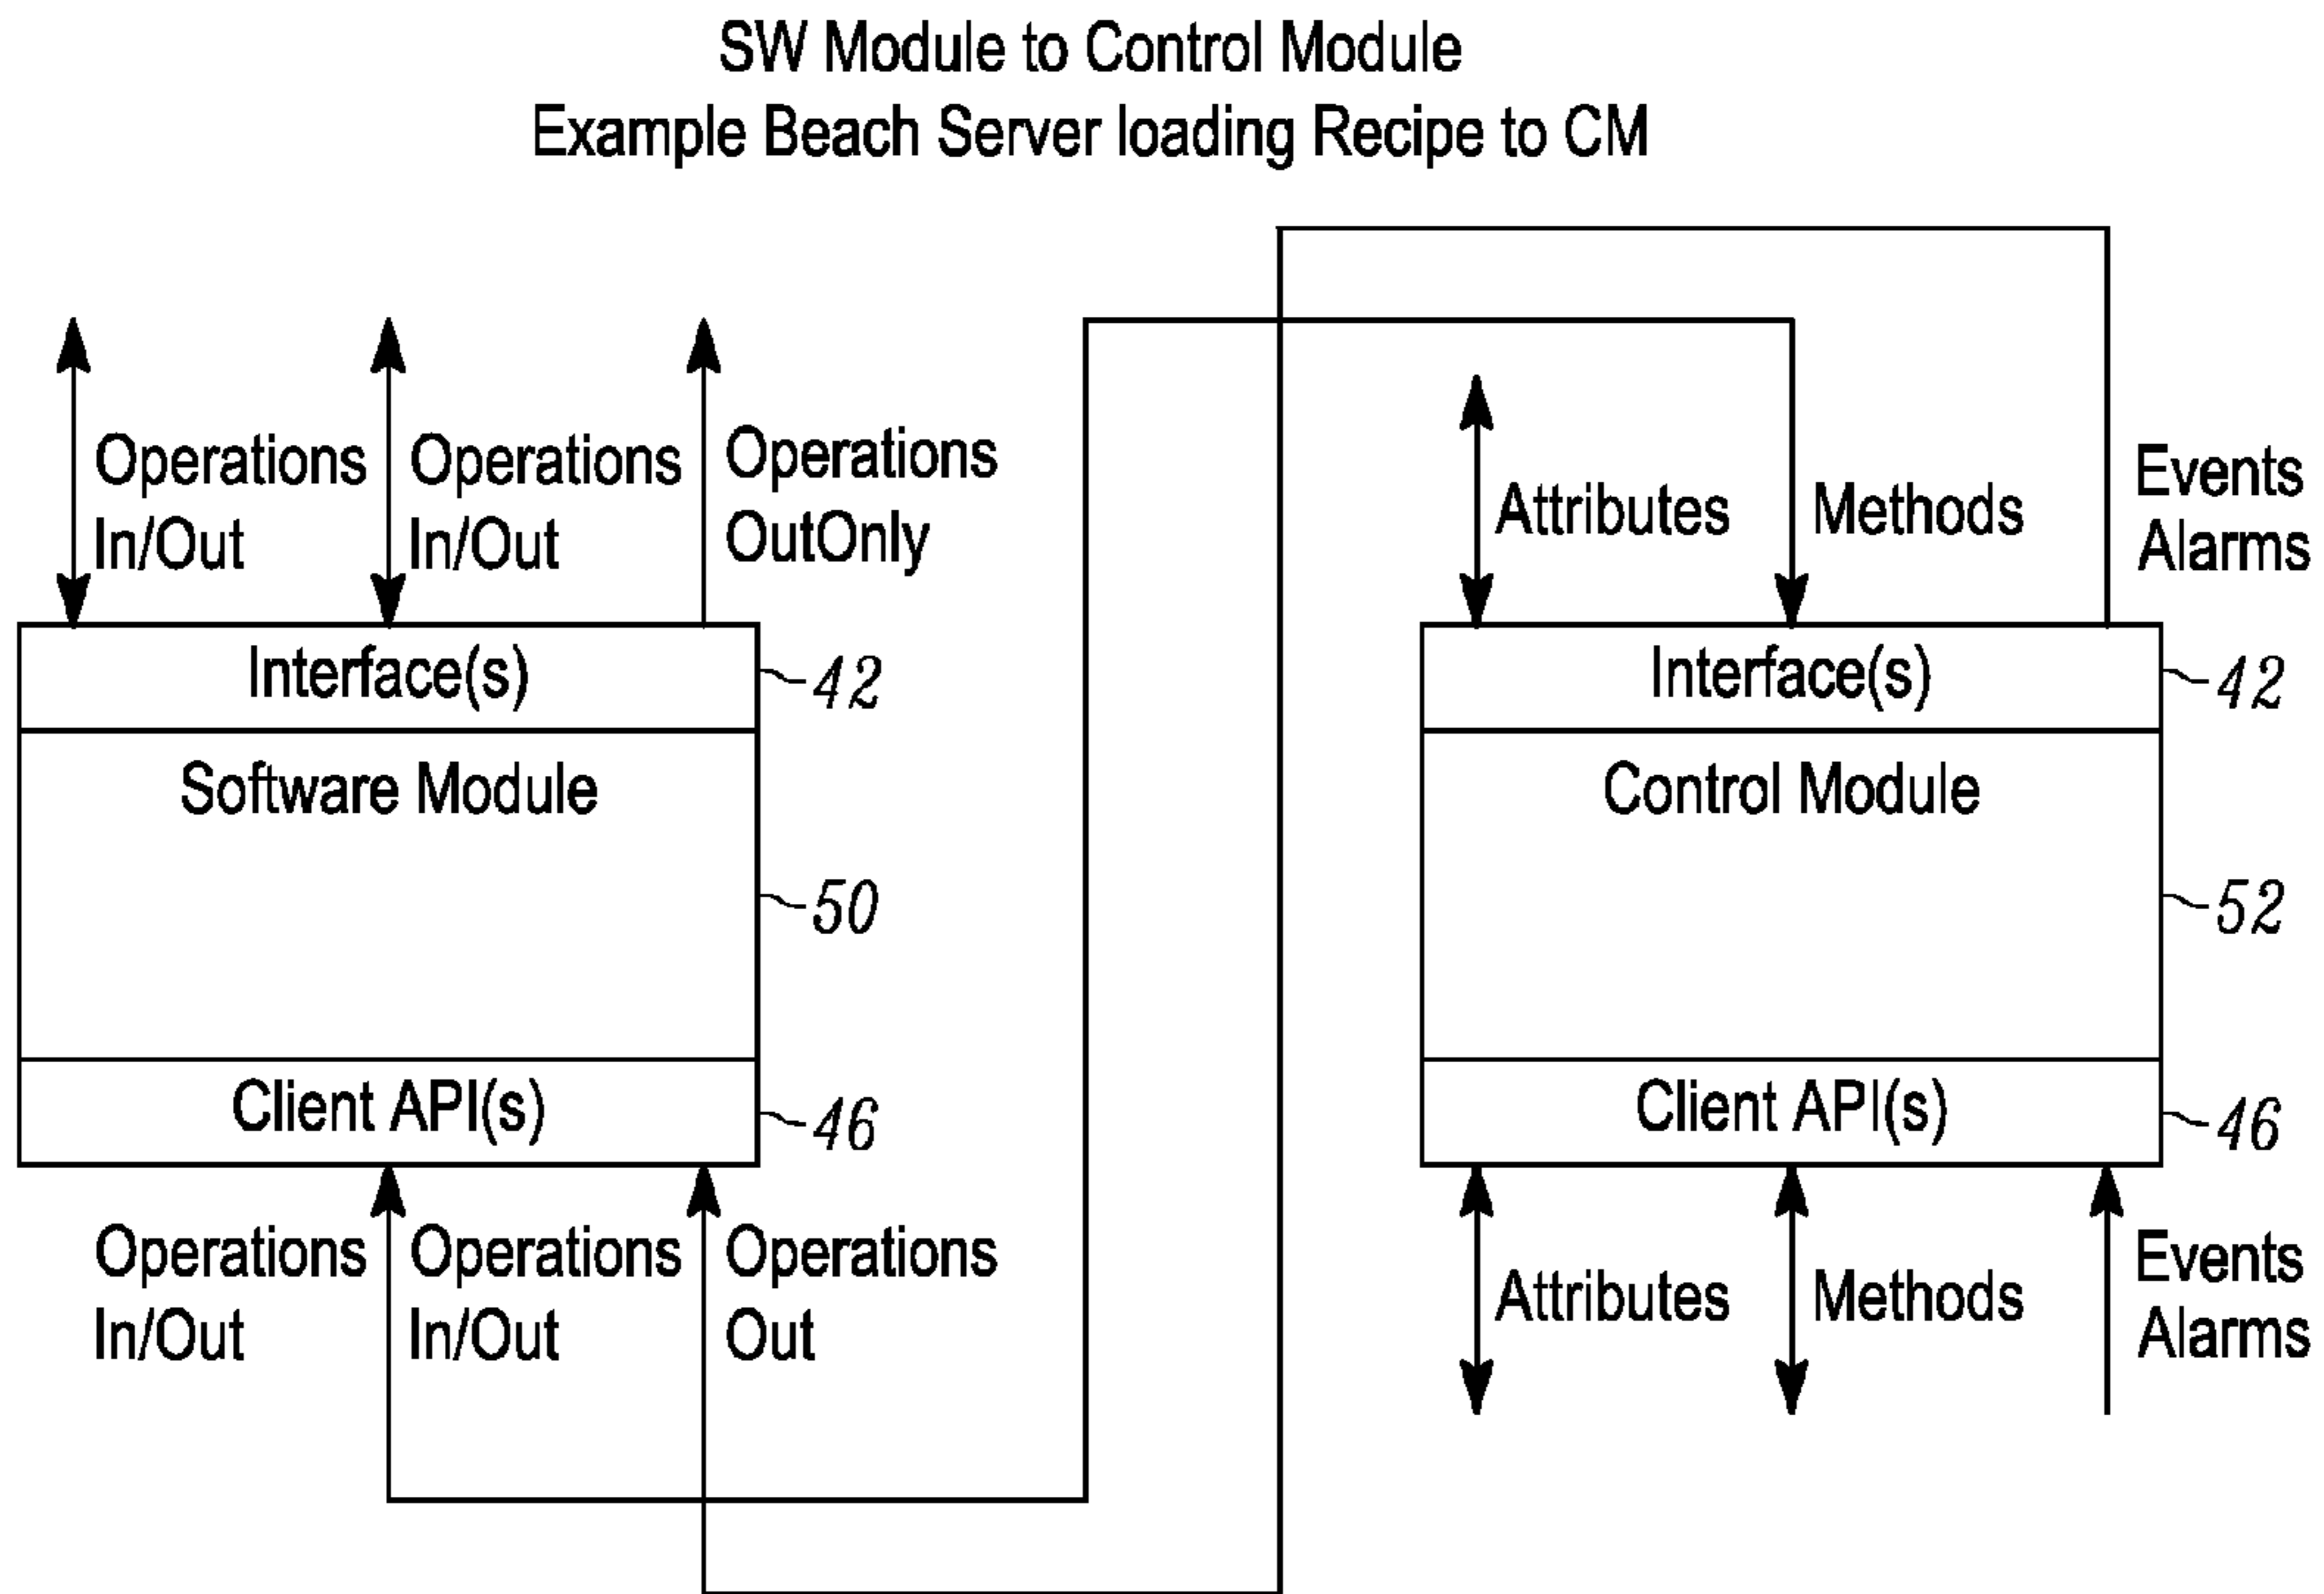 SW Module to Control Module
Example Beach Server loading Recipe to CM
Operations
In/Out
Operations
In/Out
Operations
OutOnly
Attributes
Methods
Events
Alarms
Interface(s)
42
Software Module
50
Client API(s)
46
Interface(s)
42
Control Module
52
Client API(s)
46
Operations
In/Out
Operations
In/Out
Operations
Out
Attributes
Methods
Events
Alarms